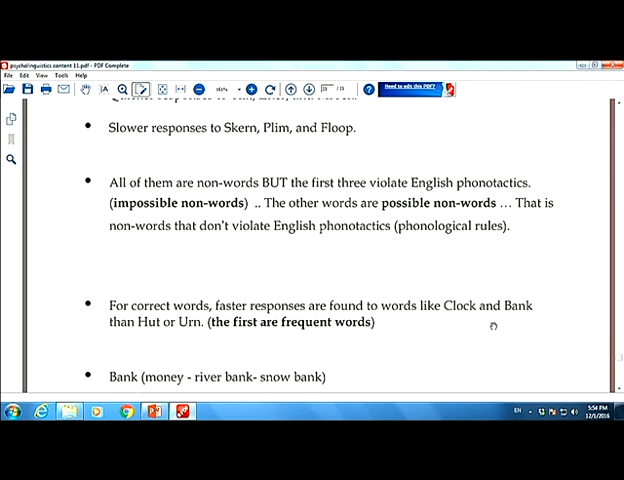 psycholinguistics content 11.pdf - PDF Complete
File Edit View Tools Help
Need to edit this PDF?
Slower responses to Skern, Plim, and Floop.
All of them are non-words BUT the first three violate English phonotactics.
(impossible non-words) .. The other words are possible non-words … That is
non-words that don't violate English phonotactics (phonological rules).
For correct words, faster responses are found to words like Clock and Bank
than Hut or Urn. (the first are frequent words)
Bank (money - river bank- snow bank)
EN
5:54 PM
12/1/2016